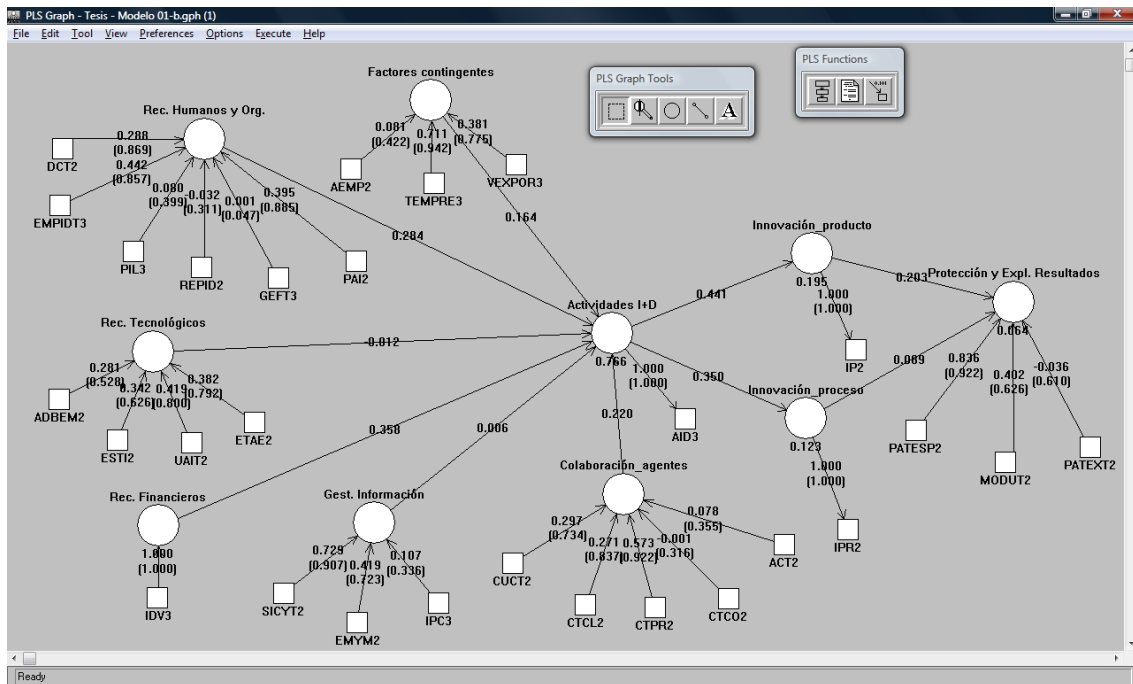 PLS Graph - Tesis - Modelo 01-b.gph (1)
File Edit Tool View Preferences Options Execute Help
PLS Graph Tools
A
PLS Functions
Factores contingentes
0.081
(0.422)
0.711
(0.942)
0.381
(0.775)
AEMP2
TEMPRE3
VEXPOR3
0.164
Rec. Humanos y Org.
0.288
(0.869)
0.442
(0.857)
0.080
(0.399)
-0.032
(0.311)
0.001
(0.047)
0.395
(0.885)
DCT2
EMPIDT3
PIL3
REPID2
GEFT3
PAI2
0.284
Rec. Tecnológicos
0.281
(0.528)
0.342
(0.626)
0.419
(0.800)
0.382
(0.792)
ADBEM2
ESTI2
UAIT2
ETAE2
-0.012
Rec. Financieros
1.000
(1.000)
IDV3
0.358
Gest. Información
0.729
(0.907)
0.419
(0.723)
0.107
(0.336)
SICYT2
EMYM2
IPC3
0.006
Colaboración_agentes
0.297
(0.734)
0.271
(0.837)
0.573
(0.922)
-0.001
(0.316)
0.078
(0.355)
CUCT2
CTCL2
CTPR2
CTCO2
ACT2
0.220
Actividades I+D
0.766
1.000
(1.000)
AID3
0.441
0.350
Innovación_producto
0.195
1.000
(1.000)
IP2
0.203
Innovación_proceso
0.123
1.000
(1.000)
IPR2
0.089
Protección y Expl. Resultados
0.064
0.836
(0.922)
0.402
(0.626)
-0.036
(0.610)
PATESP2
MODUT2
PATEXT2
Ready